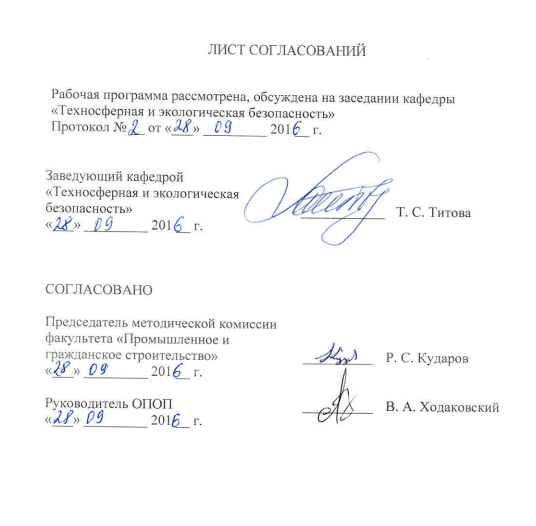 ЛИСТ СОГЛАСОВАНИЙ
Рабочая программа рассмотрена, обсуждена на заседании кафедры
«Техносферная и экологическая безопасность»
Протокол № 2 от «28» 09 2016 г.
Заведующий кафедрой
«Техносферная и экологическая
безопасность» Т. С. Титова
«28» 09 2016 г.
СОГЛАСОВАНО
Председатель методической комиссии
факультета «Промышленное и
гражданское строительство» Р. С. Кударов
«28» 09 2016 г.
Руководитель ОПОП В. А. Ходаковский
«28» 09 2016 г.